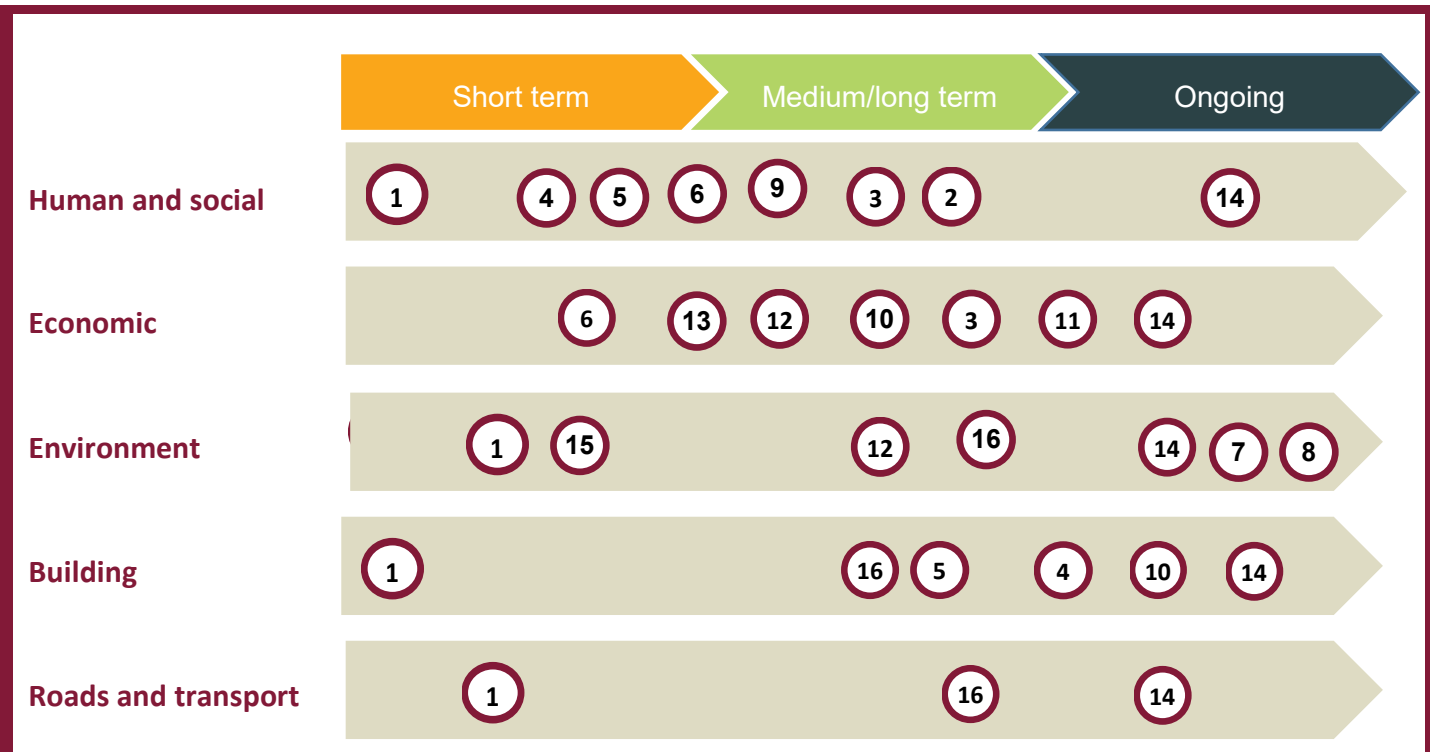 Short term Medium/long term Ongoing
Human and social 1 4 5 6 9 3 2 14
Economic 6 13 12 10 3 11 14
Environment 1 15 12 16 14 7 8
Building 1 16 5 4 10 14
Roads and transport 1 16 14